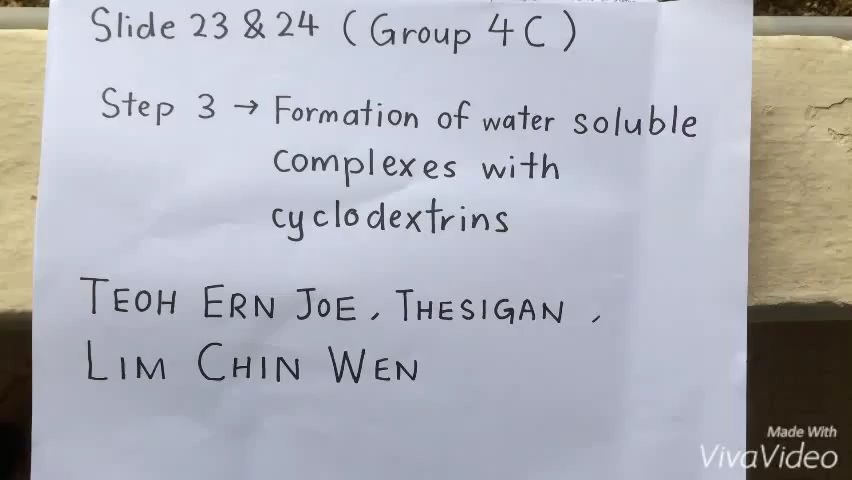 Slide 23 & 24 (Group 4C)
Step 3 → Formation of water soluble
complexes with
cyclodextrins
TEOH ERN JOE, THESIGAN,
LIM CHIN WEN
Made With
VivaVideo